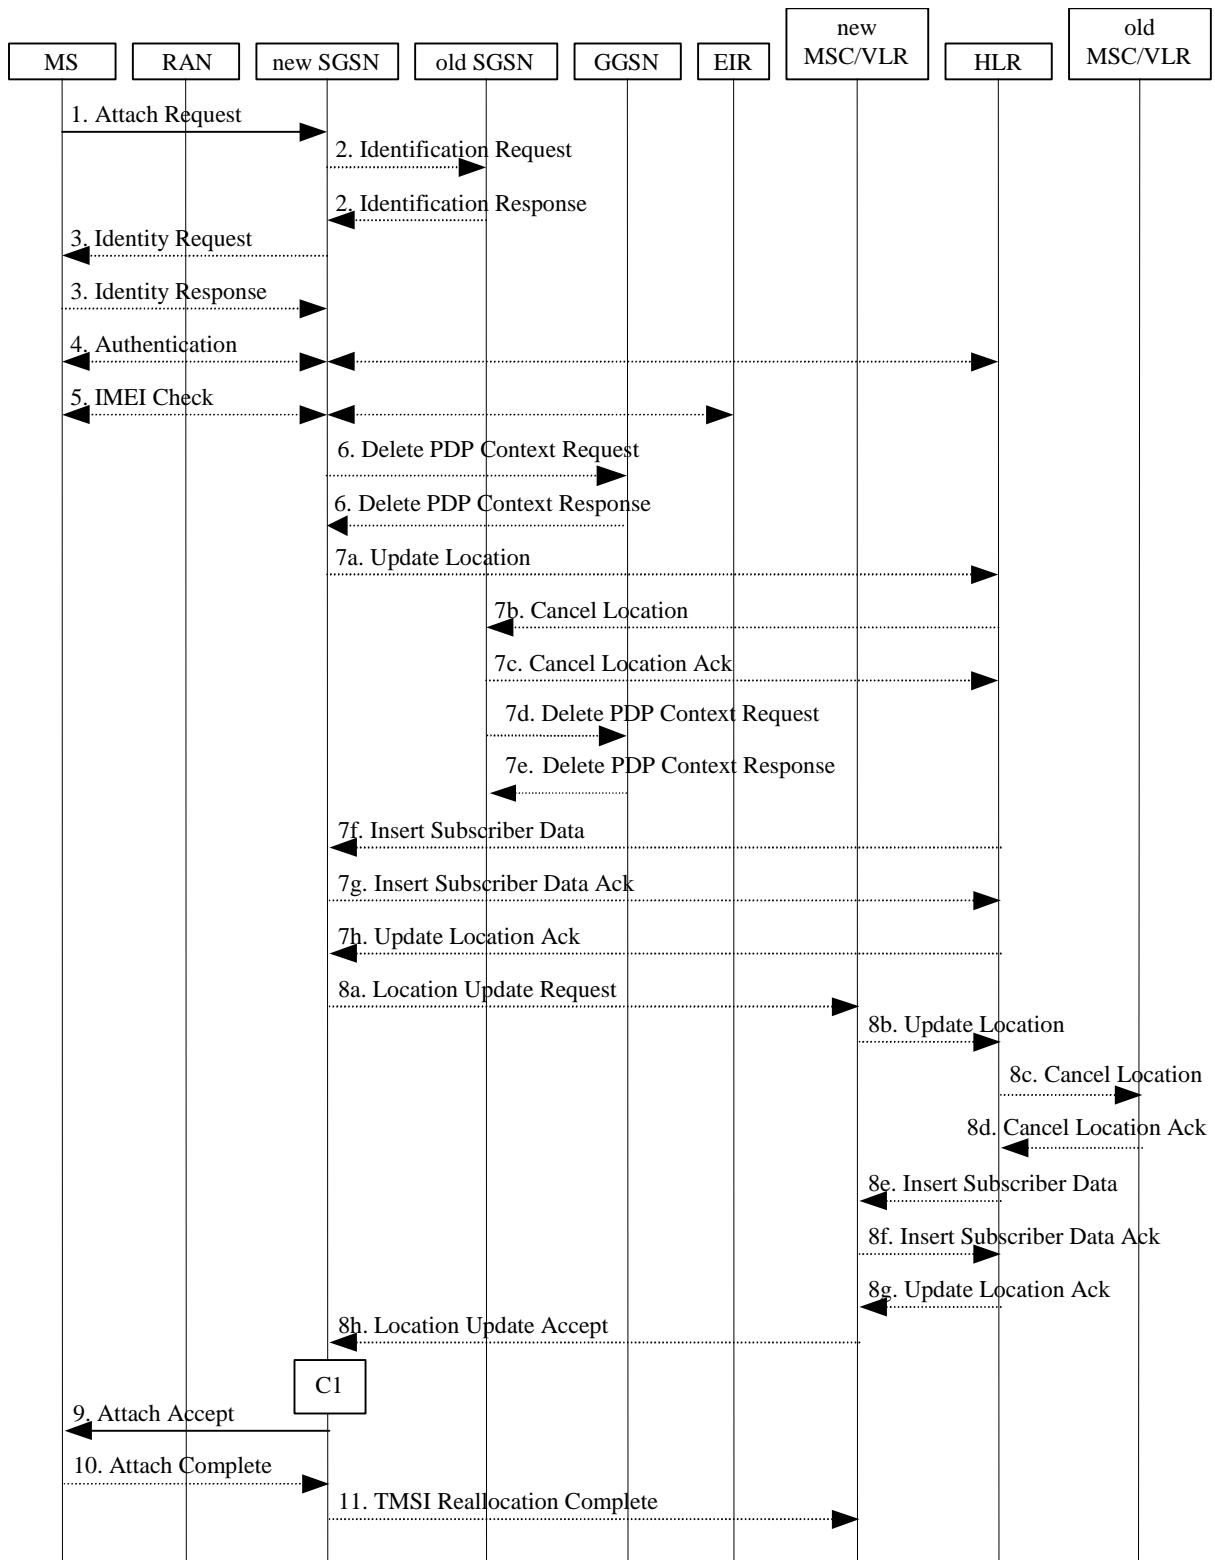 new
MSC/VLR
old
MSC/VLR
MS
RAN
new SGSN
old SGSN
GGSN
EIR
HLR
1. Attach Request
2. Identification Request
2. Identification Response
3. Identity Request
3. Identity Response
4. Authentication
5. IMEI Check
6. Delete PDP Context Request
6. Delete PDP Context Response
7a. Update Location
7b. Cancel Location
7c. Cancel Location Ack
7d. Delete PDP Context Request
7e. Delete PDP Context Response
7f. Insert Subscriber Data
7g. Insert Subscriber Data Ack
7h. Update Location Ack
8a. Location Update Request
8b. Update Location
8c. Cancel Location
8d. Cancel Location Ack
8e. Insert Subscriber Data
8f. Insert Subscriber Data Ack
8g. Update Location Ack
8h. Location Update Accept
C1
9. Attach Accept
10. Attach Complete
11. TMSI Reallocation Complete